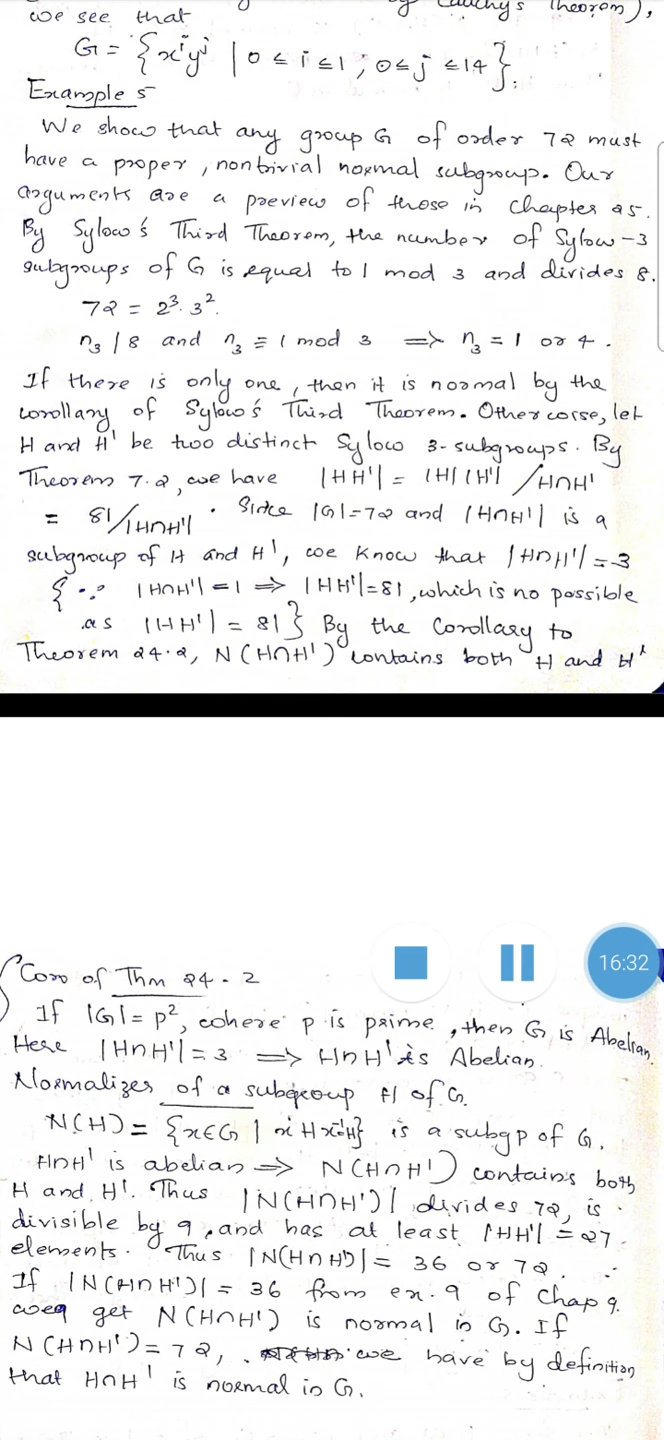 we see that by Cauchy's Theorem),
G = { xⁱyʲ | 0 ≤ i ≤ 1, 0 ≤ j ≤ 14 }.
Example 5
We show that any group G of order 72 must
have a proper, nontrivial normal subgroup. Our
arguments are a preview of those in chapter 25.
By Sylow's Third Theorem, the number of Sylow-3
subgroups of G is equal to 1 mod 3 and divides 8.
72 = 2³. 3².
n₃ | 8 and n₃ ≡ 1 mod 3 ⟹ n₃ = 1 or 4.
If there is only one, then it is normal by the
corollary of Sylow's Third Theorem. Othercosse, let
H and H' be two distinct Sylow 3-subgroups. By
Theorem 7.2, we have |HH'| = |H| |H'| / H∩H'
= 81/|H∩H'| . Since |G|=72 and |H∩H'| is a
subgroup of H and H', we know that |H∩H'|=3
{ ∵ |H∩H'|=1 ⟹ |HH'|=81, which is no possible
as |HH'| = 81} By the Corollary to
Theorem 24.2, N(H∩H') contains both H and H'
16:32
{Coro of Thm 24.2
If |G| = p², where p is prime, then G is Abelian.
Here |H∩H'|=3 ⟹ H∩H' is Abelian.
Normalizer of a subgroup H of G.
N(H) = {x∈G | x⁻¹Hx=H} is a subgp of G.
H∩H' is abelian ⟹ N(H∩H') contains both
H and H'. Thus |N(H∩H')| divides 72, is
divisible by 9, and has at least |HH'| = 27
elements. Thus |N(H∩H')| = 36 or 72.
If |N(H∩H')| = 36 from ex. 9 of chap 9.
we get N(H∩H') is normal in G. If
N(H∩H')=72, we have by definition
that H∩H' is normal in G.